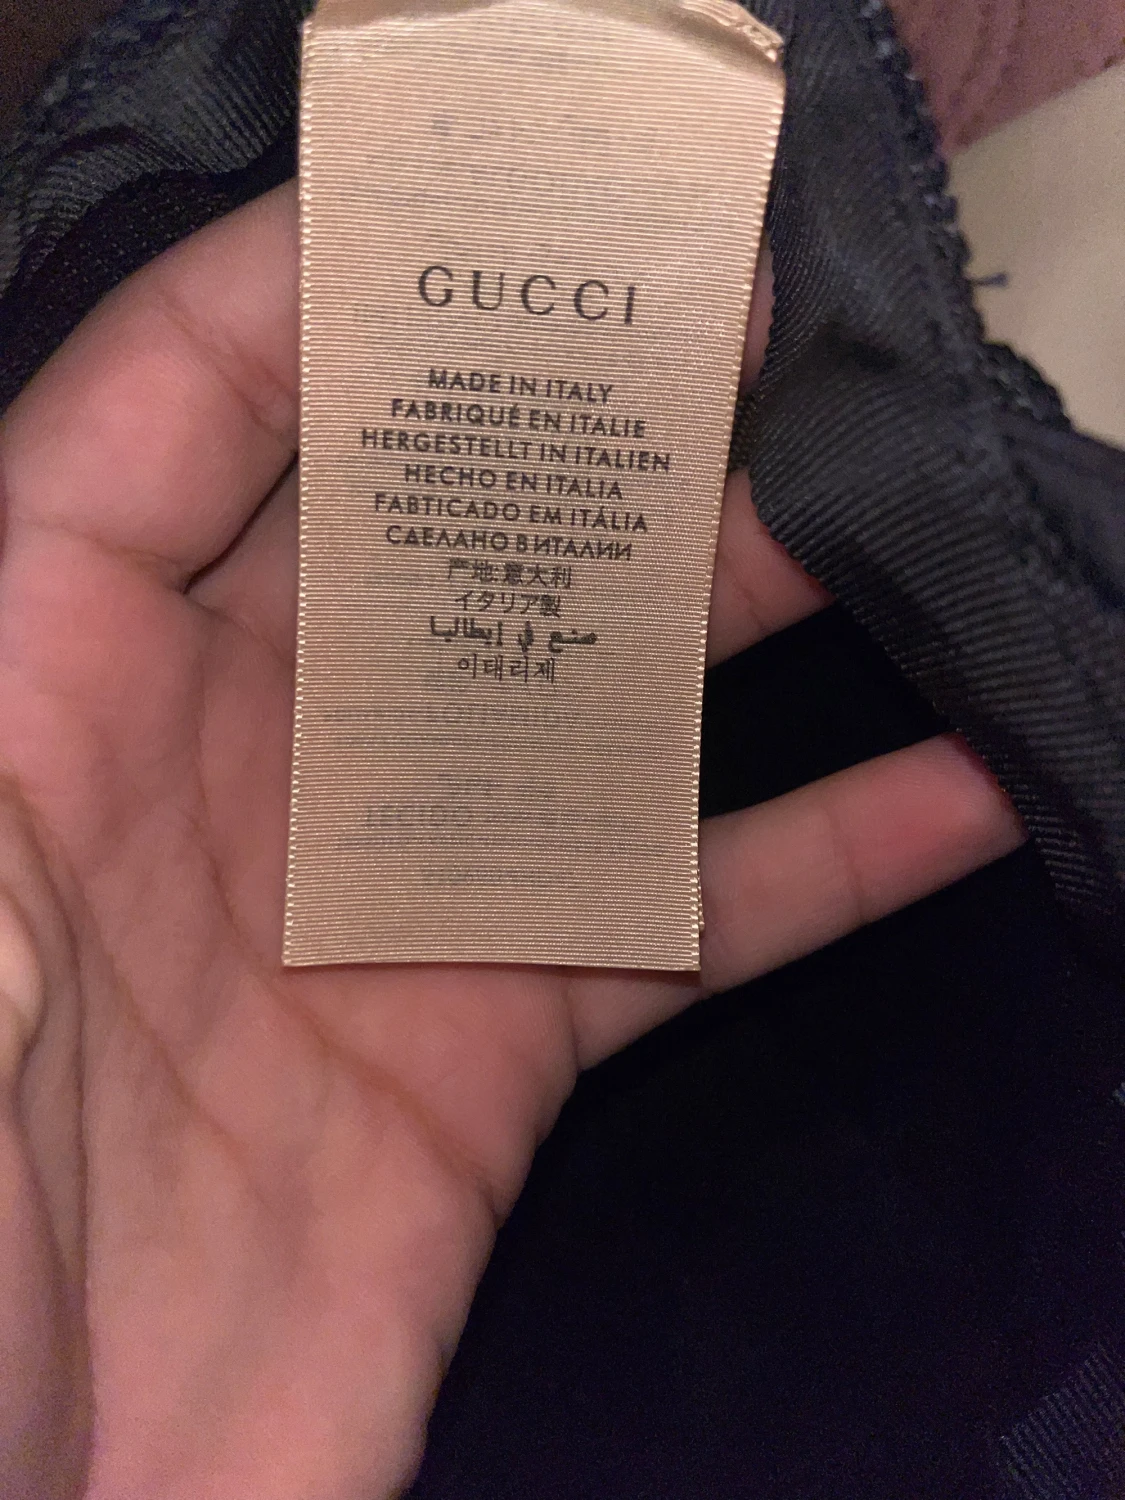 GUCCI
MADE IN ITALY
FABRIQUÉ EN ITALIE
HERGESTELLT IN ITALIEN
HECHO EN ITALIA
FABTICADO EM ITÁLIA
СДЕЛАНО В ИТАЛИИ
产地:意大利
イタリア製
صنع في إيطاليا
이태리제